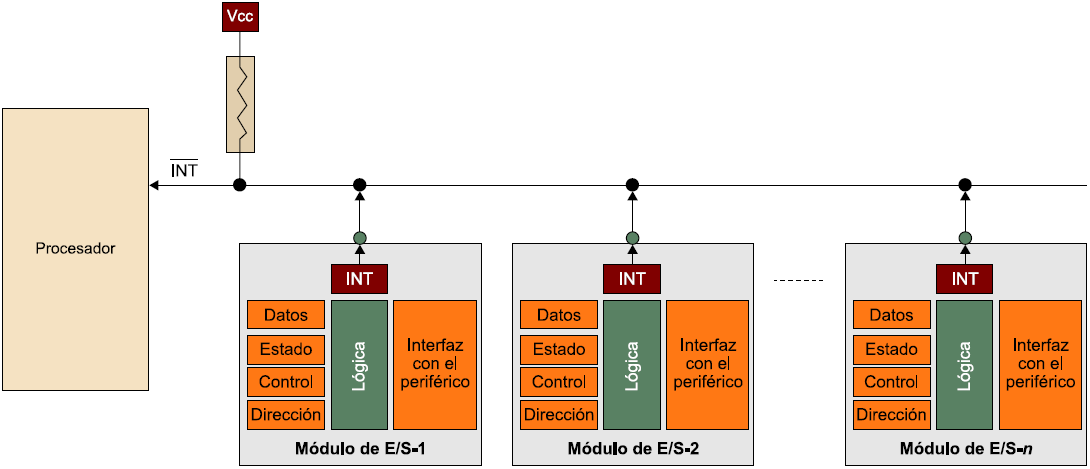 Vcc
INT
Procesador
INT
Datos
Estado
Control
Dirección
Lógica
Interfaz
con el
periférico
Módulo de E/S-1
INT
Datos
Estado
Control
Dirección
Lógica
Interfaz
con el
periférico
Módulo de E/S-2
INT
Datos
Estado
Control
Dirección
Lógica
Interfaz
con el
periférico
Módulo de E/S-n